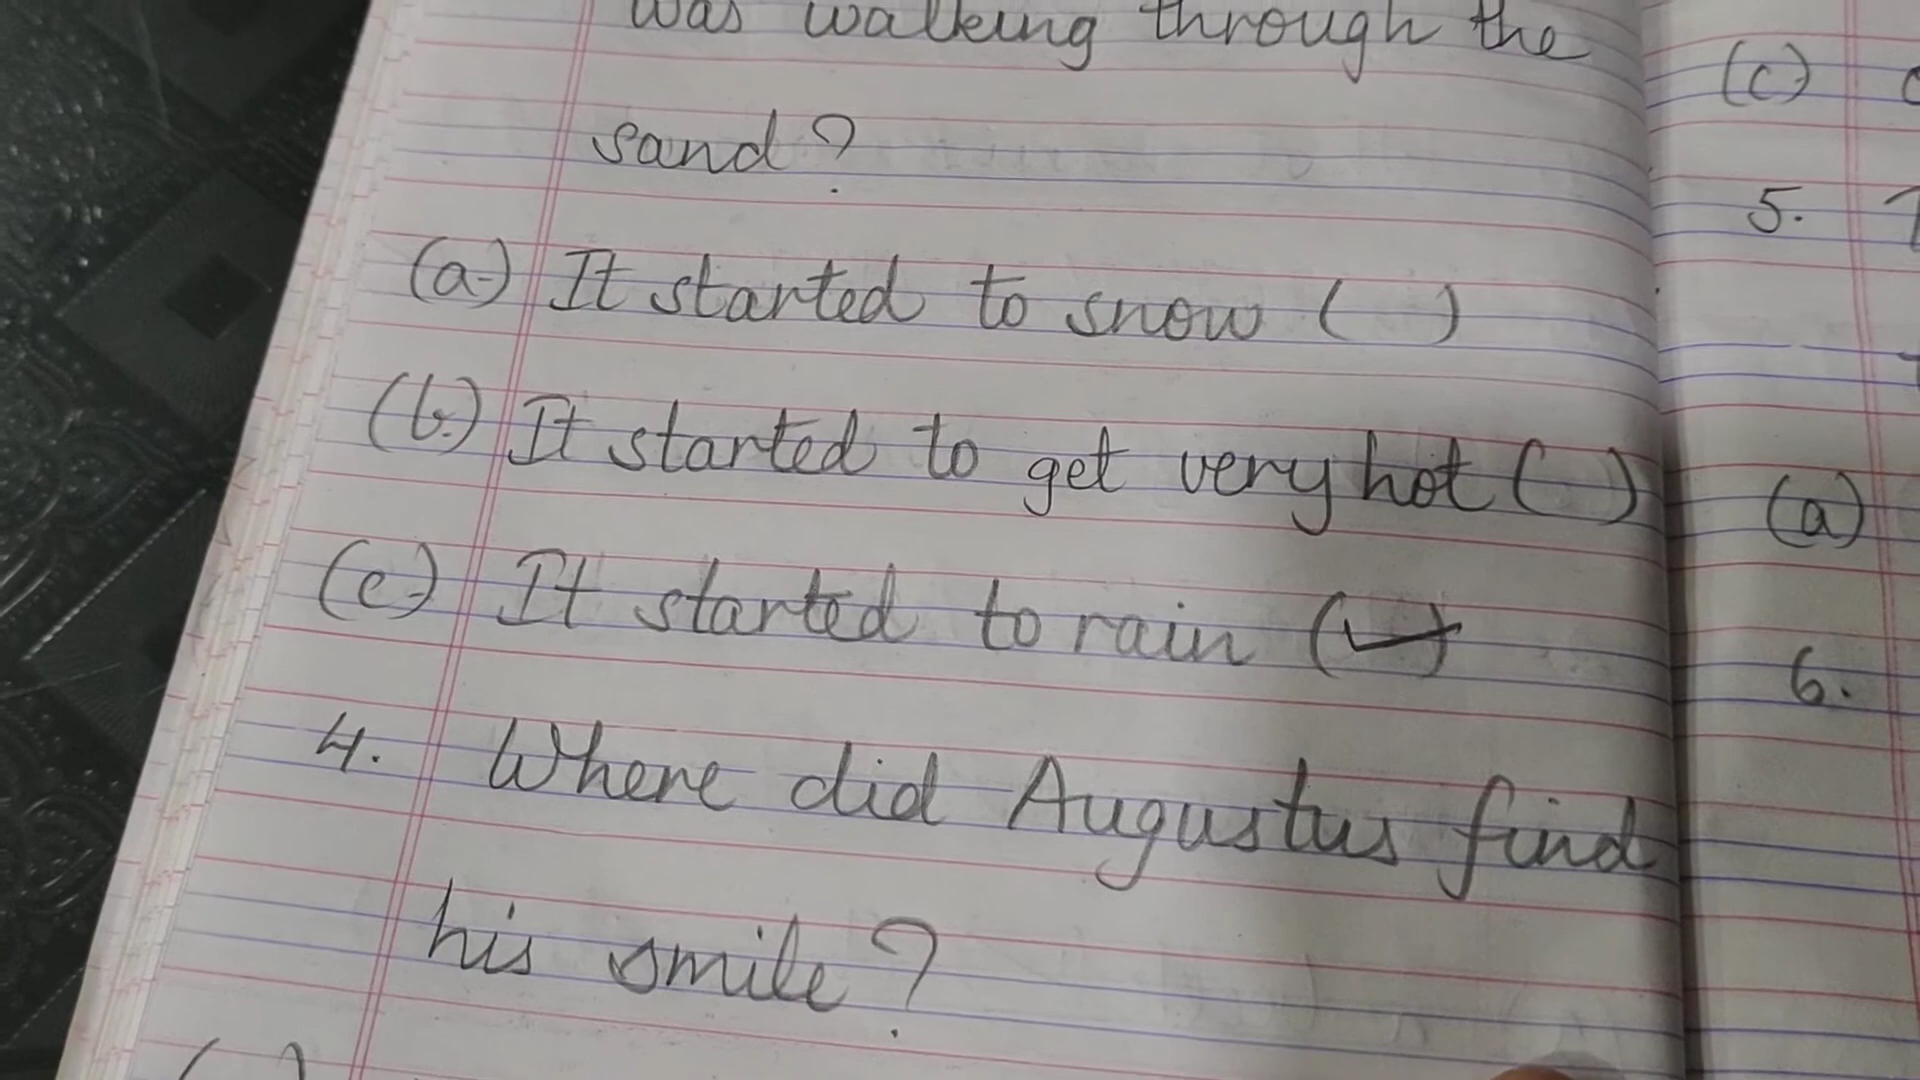 was walking through the
sand?
(a) It started to snow ( )
(b.) It started to get very hot ( )
(c) It started to rain (✓)
4. Where did Augustus find
his smile?
(c)
5.
(a)
6.